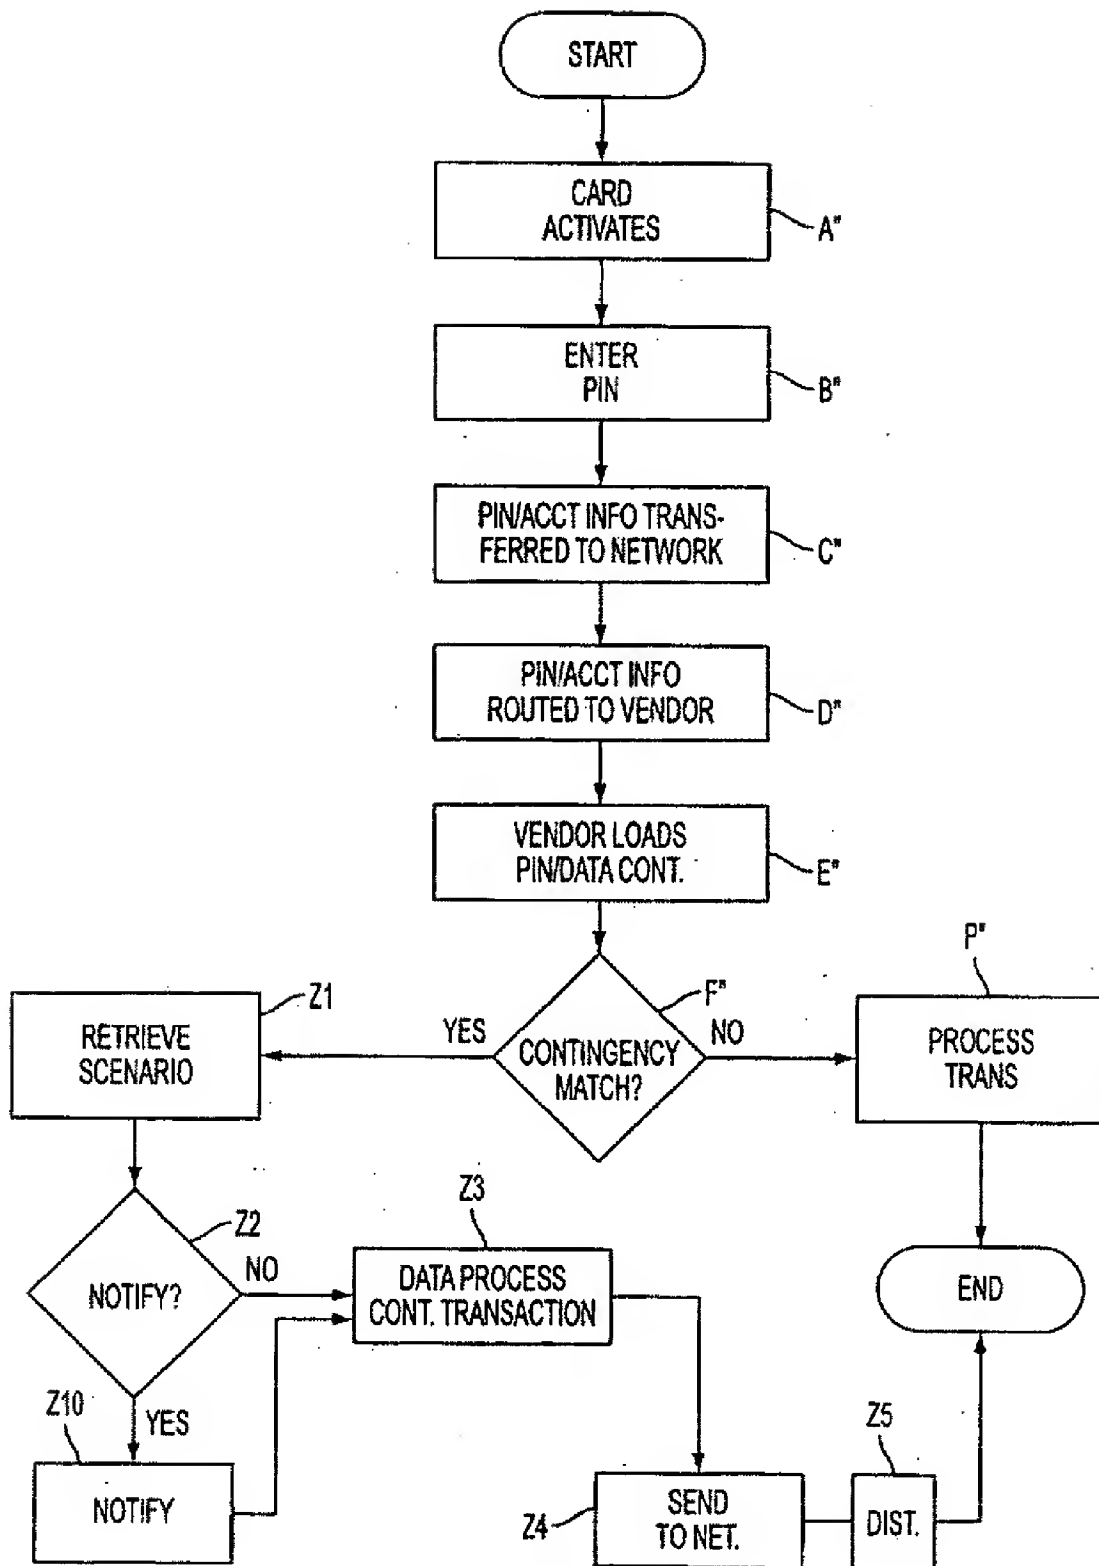 START
CARD
ACTIVATES
A"
ENTER
PIN
B"
PIN/ACCT INFO TRANS-
FERRED TO NETWORK
C"
PIN/ACCT INFO
ROUTED TO VENDOR
D"
VENDOR LOADS
PIN/DATA CONT.
E"
F"
CONTINGENCY
MATCH?
YES
NO
P"
PROCESS
TRANS
END
Z1
RETRIEVE
SCENARIO
Z2
NOTIFY?
NO
YES
Z10
NOTIFY
Z3
DATA PROCESS
CONT. TRANSACTION
Z4
SEND
TO NET.
Z5
DIST.